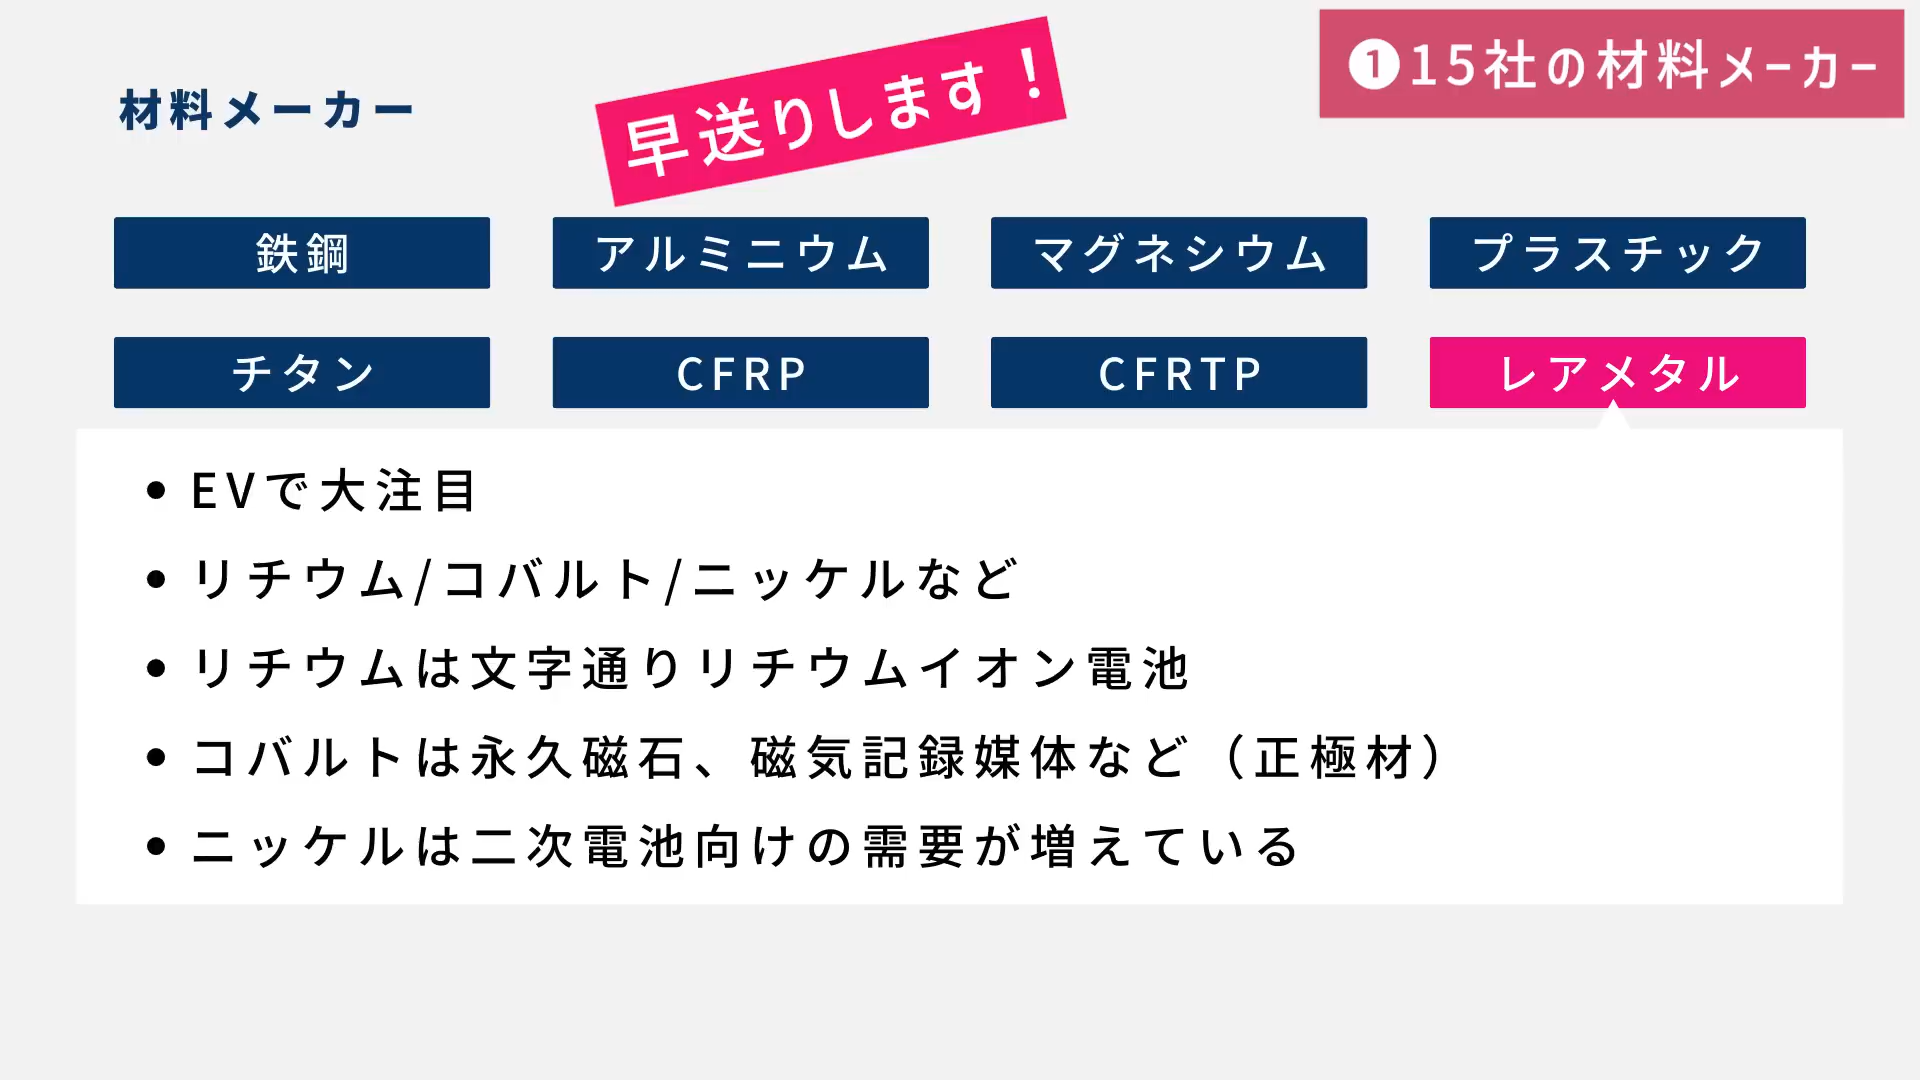 ❶15社の材料メーカー
早送りします！
材料メーカー
鉄鋼
アルミニウム
マグネシウム
プラスチック
チタン
CFRP
CFRTP
レアメタル
• EVで大注目
• リチウム/コバルト/ニッケルなど
• リチウムは文字通りリチウムイオン電池
• コバルトは永久磁石、磁気記録媒体など（正極材）
• ニッケルは二次電池向けの需要が増えている